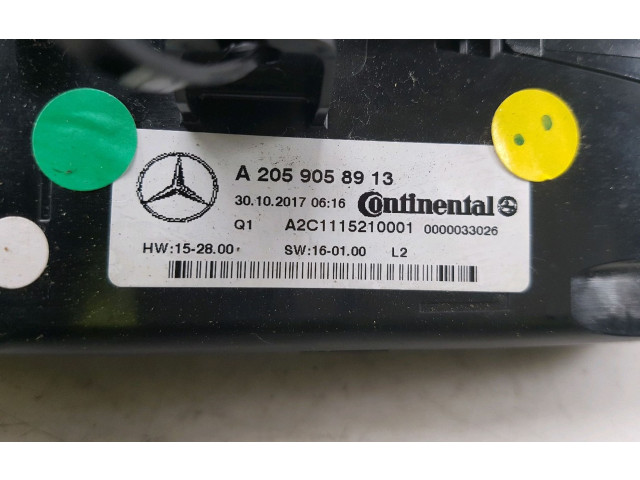 A 205 905 89 13
30.10.2017 06:16 Continental
Q1 A2C1115210001 0000033026
HW:15-28.00 SW:16-01.00 L2